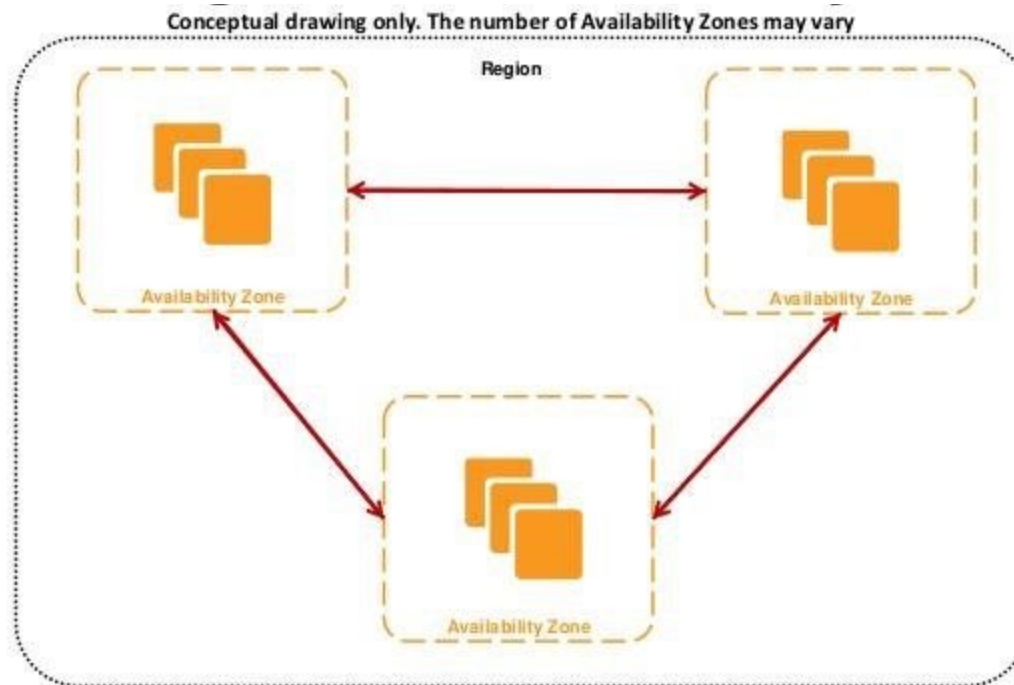 Conceptual drawing only. The number of Availability Zones may vary
Region
Availability Zone
Availability Zone
Availability Zone